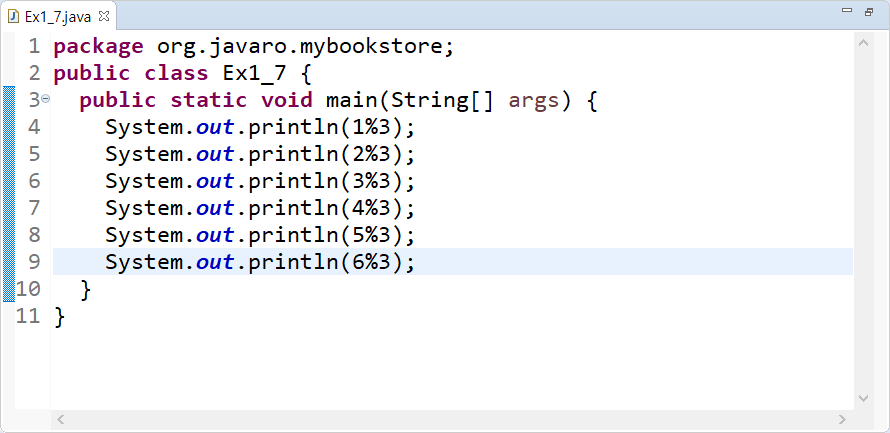 Ex1_7.java
1 package org.javaro.mybookstore;
2 public class Ex1_7 {
3 public static void main(String[] args) {
4 System.out.println(1%3);
5 System.out.println(2%3);
6 System.out.println(3%3);
7 System.out.println(4%3);
8 System.out.println(5%3);
9 System.out.println(6%3);
10 }
11 }